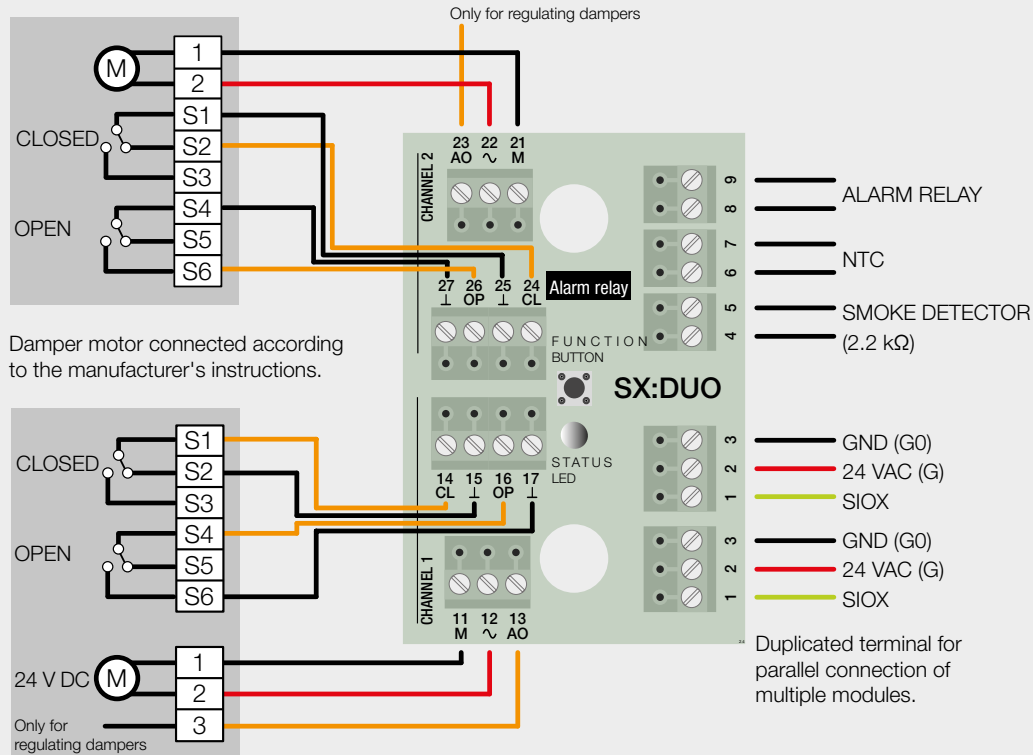 Only for regulating dampers
M
1
2
S1
S2
S3
S4
S5
S6
CLOSED
OPEN
Damper motor connected according
to the manufacturer's instructions.
CLOSED
OPEN
S1
S2
S3
S4
S5
S6
24 V DC
M
1
2
3
Only for
regulating dampers
CHANNEL 2
23 22 21
AO ∿ M
27 26 25 24
⊥ OP ⊥ CL
Alarm relay
FUNCTION
BUTTON
SX:DUO
STATUS
LED
14 15 16 17
CL ⊥ OP ⊥
CHANNEL 1
11 12 13
M ∿ AO
9
8
ALARM RELAY
7
6
NTC
5
4
SMOKE DETECTOR
(2.2 kΩ)
3 GND (G0)
2 24 VAC (G)
1 SIOX
3 GND (G0)
2 24 VAC (G)
1 SIOX
Duplicated terminal for
parallel connection of
multiple modules.